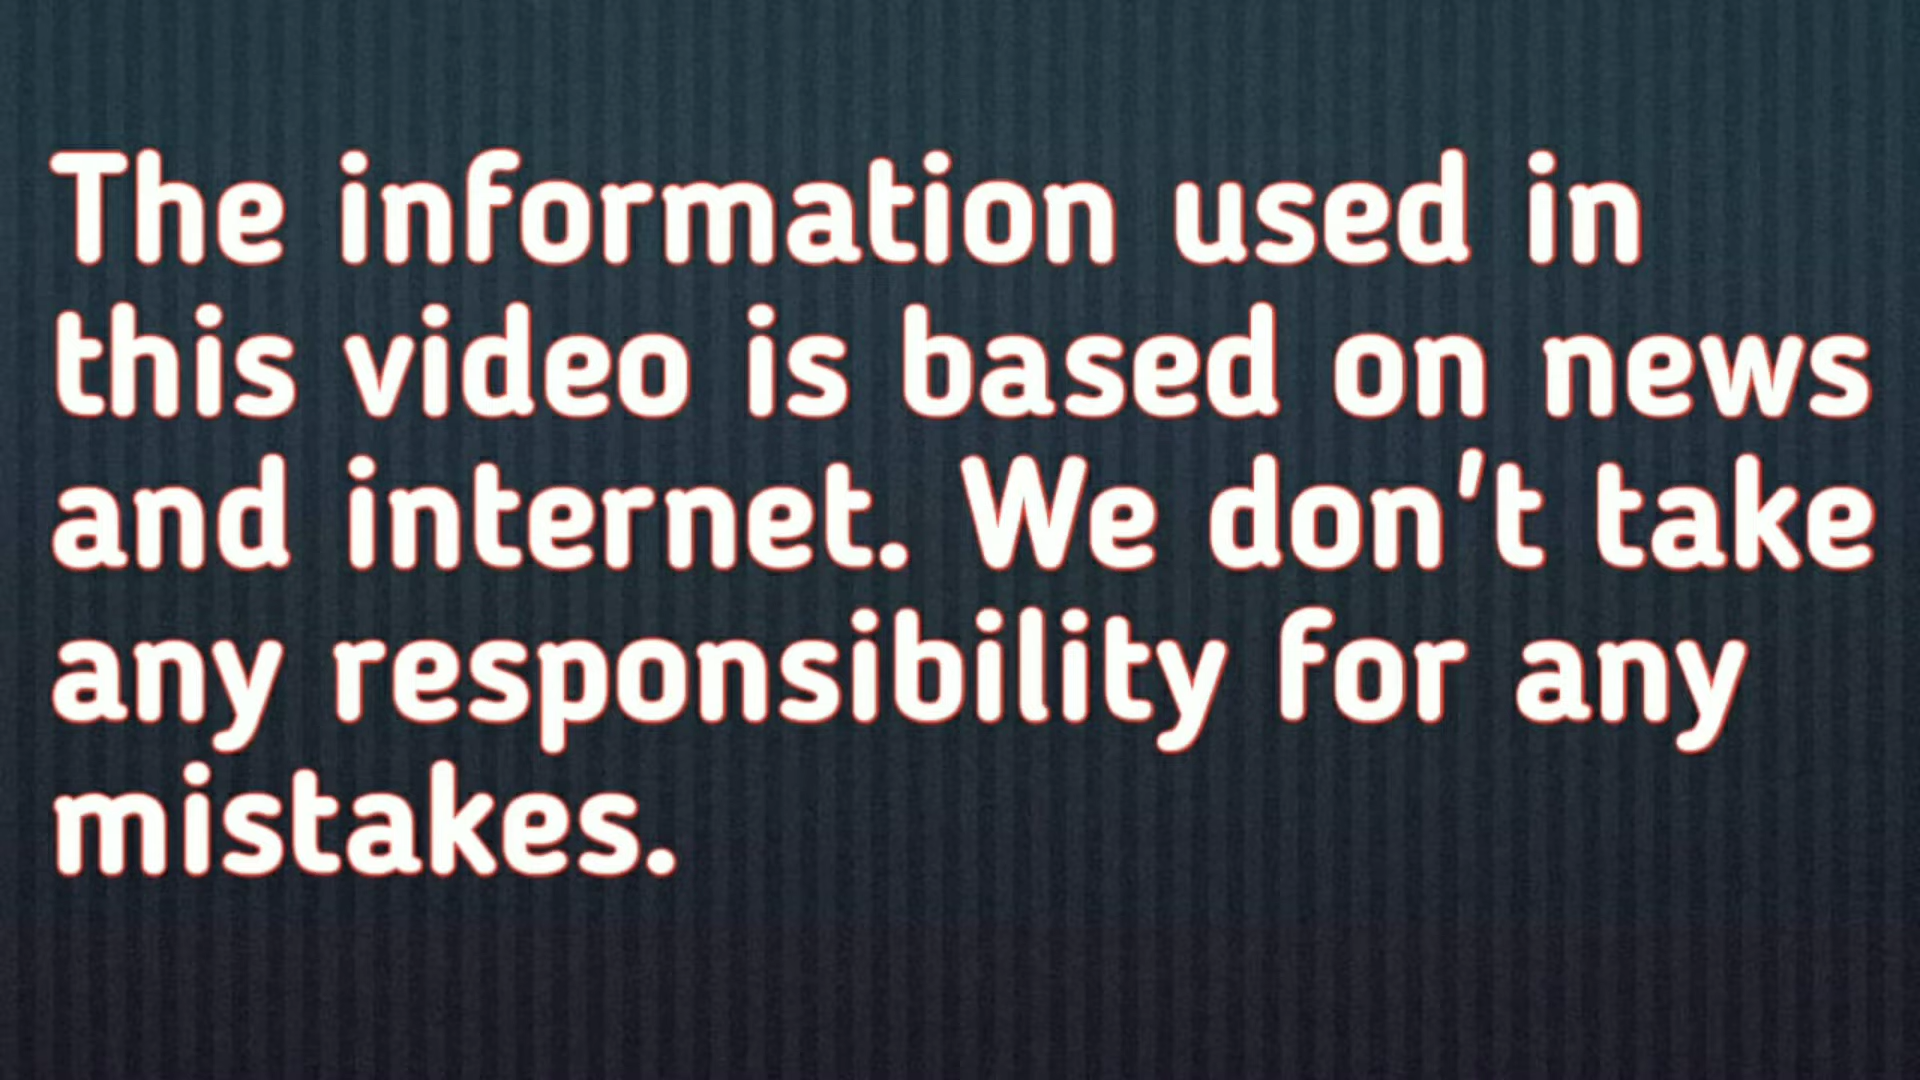 The information used in
this video is based on news
and internet. We don't take
any responsibility for any
mistakes.